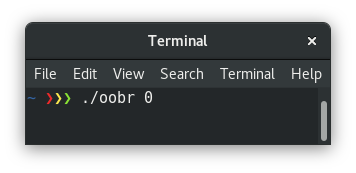 Terminal ×
File Edit View Search Terminal Help
~ ❯❯❯ ./oobr 0